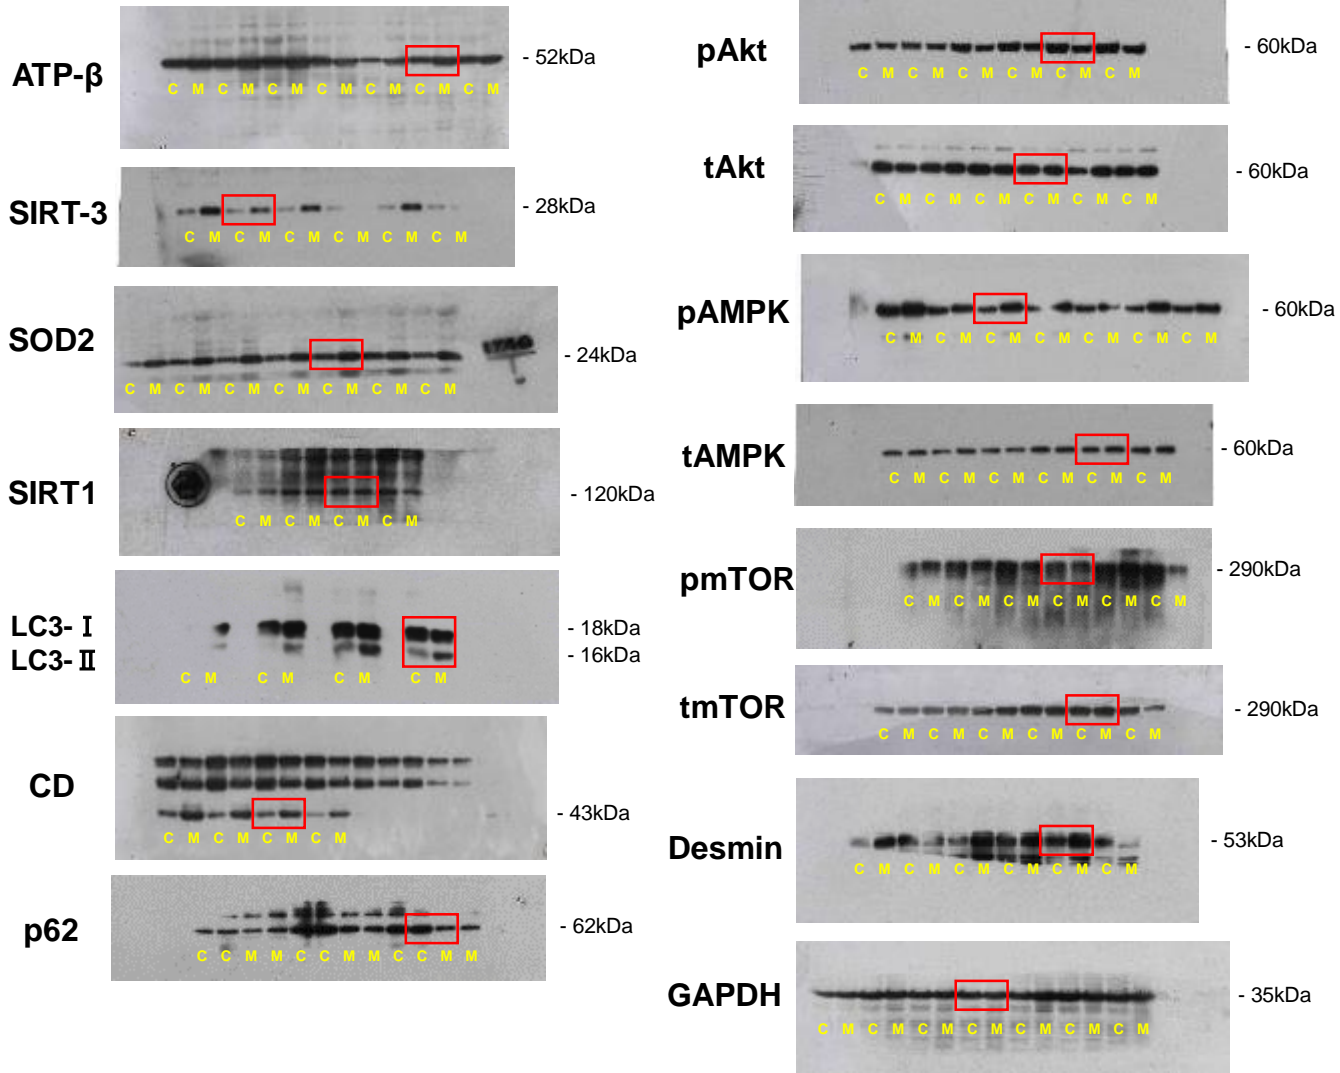 ATP-β
- 52kDa
C M C M C M C M C M C M C M
SIRT-3
- 28kDa
C M C M C M C M C M C M
SOD2
- 24kDa
C M C M C M C M C M C M C M
SIRT1
- 120kDa
C M C M C M C M
LC3- Ⅰ
- 18kDa
LC3- Ⅱ
- 16kDa
C M C M C M C M
CD
- 43kDa
C M C M C M C M
p62
- 62kDa
C C M M C C M M C C M M
pAkt
- 60kDa
C M C M C M C M C M C M
tAkt
- 60kDa
C M C M C M C M C M C M
pAMPK
- 60kDa
C M C M C M C M C M C M C M
tAMPK
- 60kDa
C M C M C M C M C M C M
pmTOR
- 290kDa
C M C M C M C M C M C M
tmTOR
- 290kDa
C M C M C M C M C M C M
Desmin
- 53kDa
C M C M C M C M C M C M
GAPDH
- 35kDa
C M C M C M C M C M C M C M